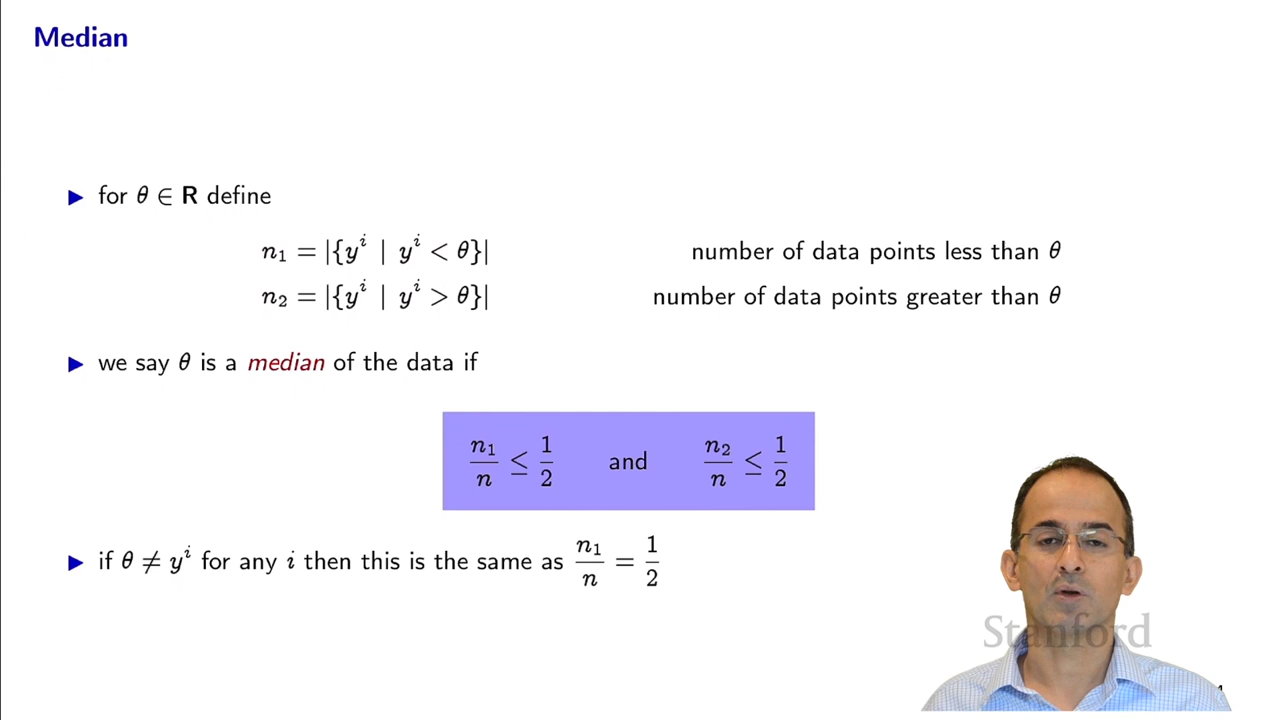 Median
▶ for θ ∈ R define
n₁ = |{yⁱ | yⁱ < θ}| number of data points less than θ
n₂ = |{yⁱ | yⁱ > θ}| number of data points greater than θ
▶ we say θ is a median of the data if
n₁/n ≤ 1/2 and n₂/n ≤ 1/2
▶ if θ ≠ yⁱ for any i then this is the same as n₁/n = 1/2
Stanford